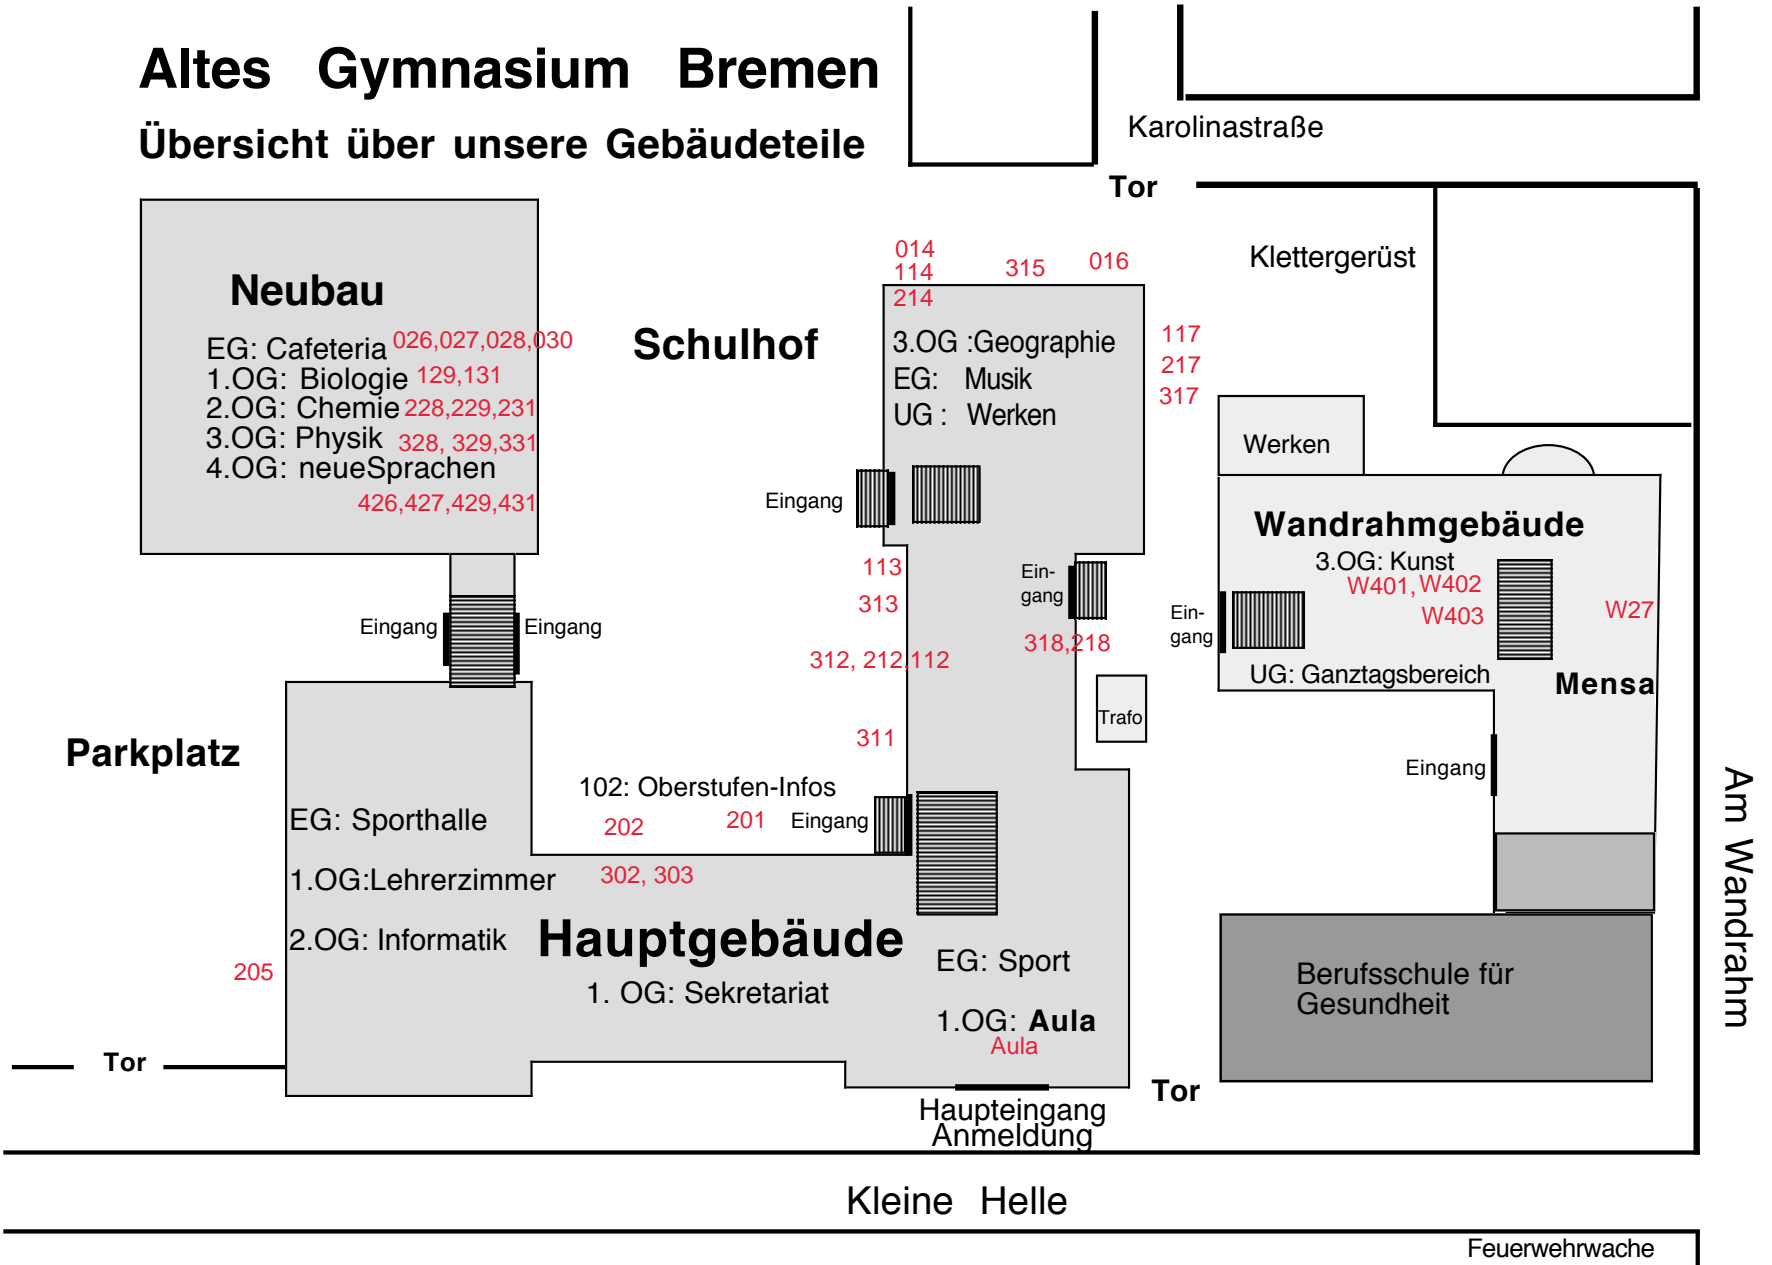 Altes Gymnasium Bremen
Übersicht über unsere Gebäudeteile
Karolinastraße
Tor
Klettergerüst
Neubau
EG: Cafeteria 026,027,028,030
1.OG: Biologie 129,131
2.OG: Chemie 228,229,231
3.OG: Physik 328, 329,331
4.OG: neueSprachen
426,427,429,431
Schulhof
014
114
214
315
016
3.OG :Geographie
EG: Musik
UG : Werken
117
217
317
Werken
Eingang
Wandrahmgebäude
3.OG: Kunst
W401, W402
W403
W27
Ein-
gang
UG: Ganztagsbereich
Mensa
113
313
Ein-
gang
318,218
312, 212,112
Trafo
311
Eingang
Eingang
Eingang
Parkplatz
102: Oberstufen-Infos
202
201
Eingang
302, 303
EG: Sporthalle
1.OG:Lehrerzimmer
2.OG: Informatik
205
Hauptgebäude
1. OG: Sekretariat
EG: Sport
1.OG: Aula
Aula
Berufsschule für
Gesundheit
Am Wandrahm
Tor
Tor
Haupteingang
Anmeldung
Kleine Helle
Feuerwehrwache